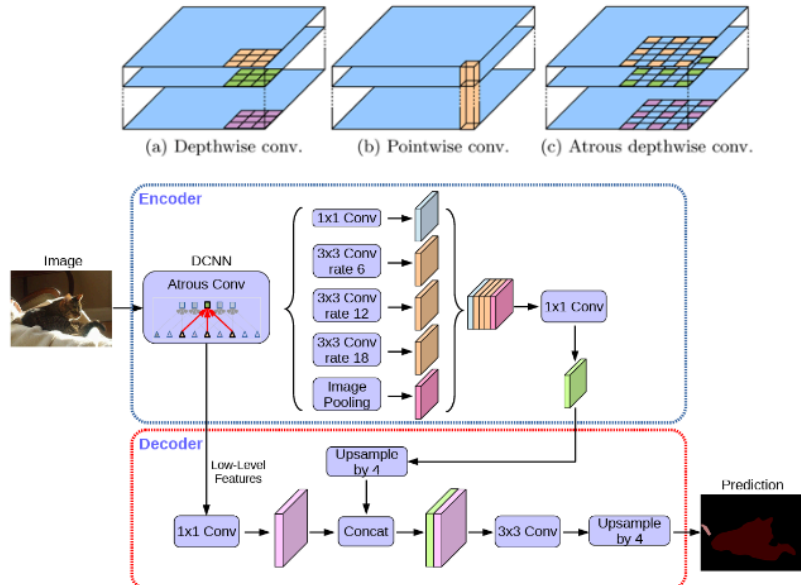 (a) Depthwise conv.
(b) Pointwise conv.
(c) Atrous depthwise conv.
Encoder
Image
DCNN
Atrous Conv
1x1 Conv
3x3 Conv
rate 6
3x3 Conv
rate 12
3x3 Conv
rate 18
Image
Pooling
1x1 Conv
Decoder
Low-Level
Features
Upsample
by 4
1x1 Conv
Concat
3x3 Conv
Upsample
by 4
Prediction